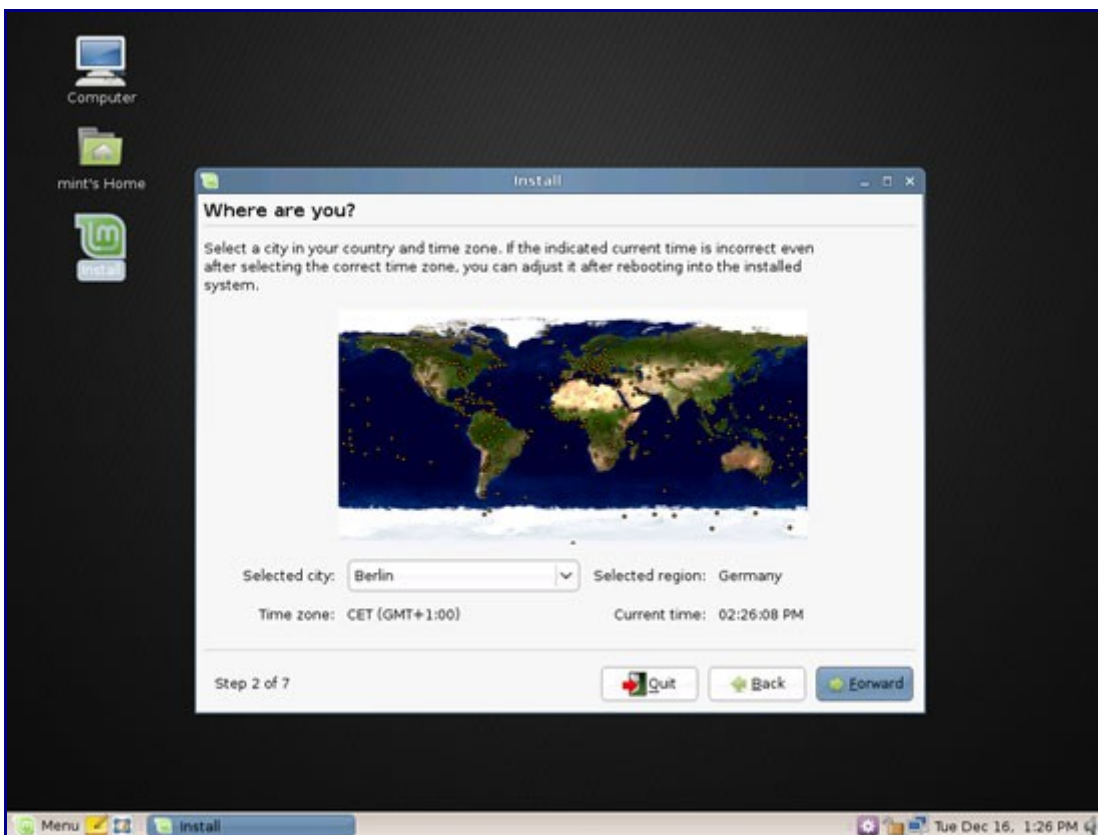 Computer
mint's Home
Install
Install
Where are you?
Select a city in your country and time zone. If the indicated current time is incorrect even
after selecting the correct time zone, you can adjust it after rebooting into the installed
system.
Selected city: Berlin Selected region: Germany
Time zone: CET (GMT+1:00) Current time: 02:26:08 PM
Step 2 of 7 Quit Back Forward
Menu Install Tue Dec 16, 1:26 PM